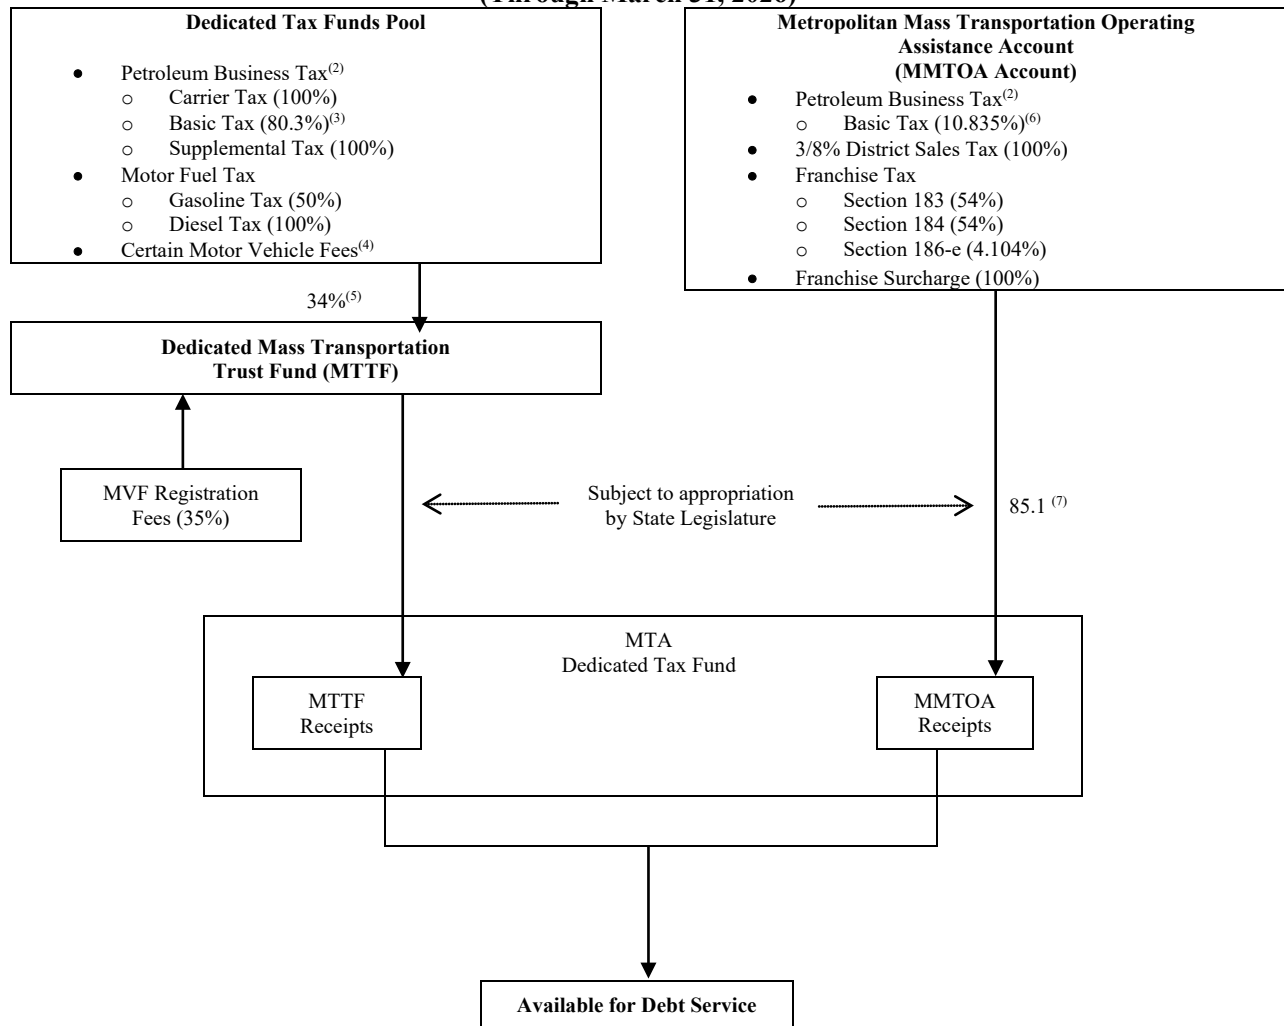 (Through March 31, 2026)
Dedicated Tax Funds Pool
● Petroleum Business Tax(2)
o Carrier Tax (100%)
o Basic Tax (80.3%)(3)
o Supplemental Tax (100%)
● Motor Fuel Tax
o Gasoline Tax (50%)
o Diesel Tax (100%)
● Certain Motor Vehicle Fees(4)
Metropolitan Mass Transportation Operating
Assistance Account
(MMTOA Account)
● Petroleum Business Tax(2)
o Basic Tax (10.835%)(6)
● 3/8% District Sales Tax (100%)
● Franchise Tax
o Section 183 (54%)
o Section 184 (54%)
o Section 186-e (4.104%)
● Franchise Surcharge (100%)
34%(5)
Dedicated Mass Transportation
Trust Fund (MTTF)
MVF Registration
Fees (35%)
Subject to appropriation
by State Legislature
85.1 (7)
MTA
Dedicated Tax Fund
MTTF
Receipts
MMTOA
Receipts
Available for Debt Service